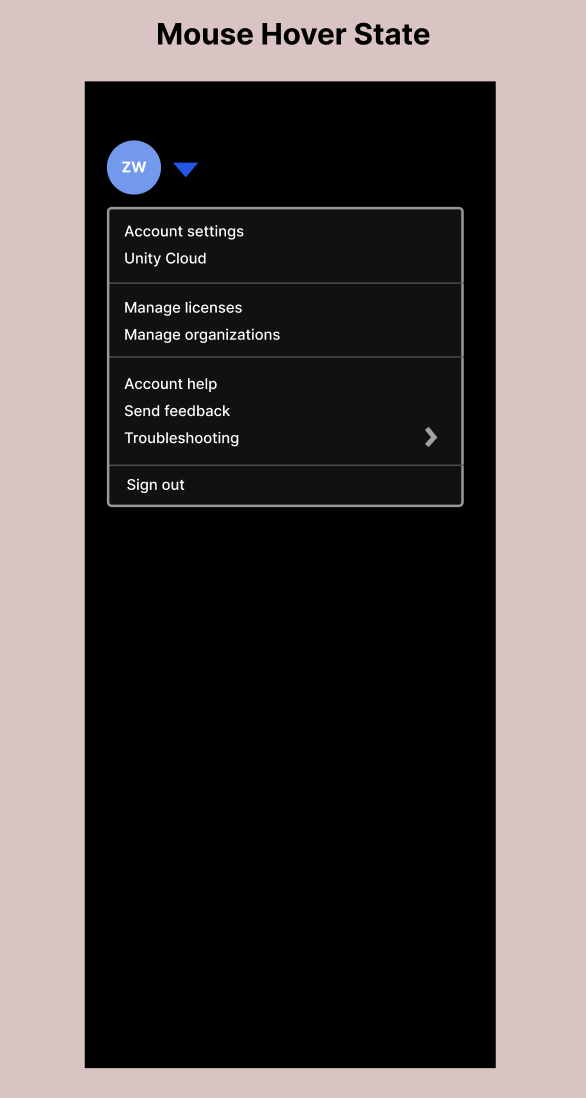 Mouse Hover State
ZW
Account settings
Unity Cloud
Manage licenses
Manage organizations
Account help
Send feedback
Troubleshooting
Sign out